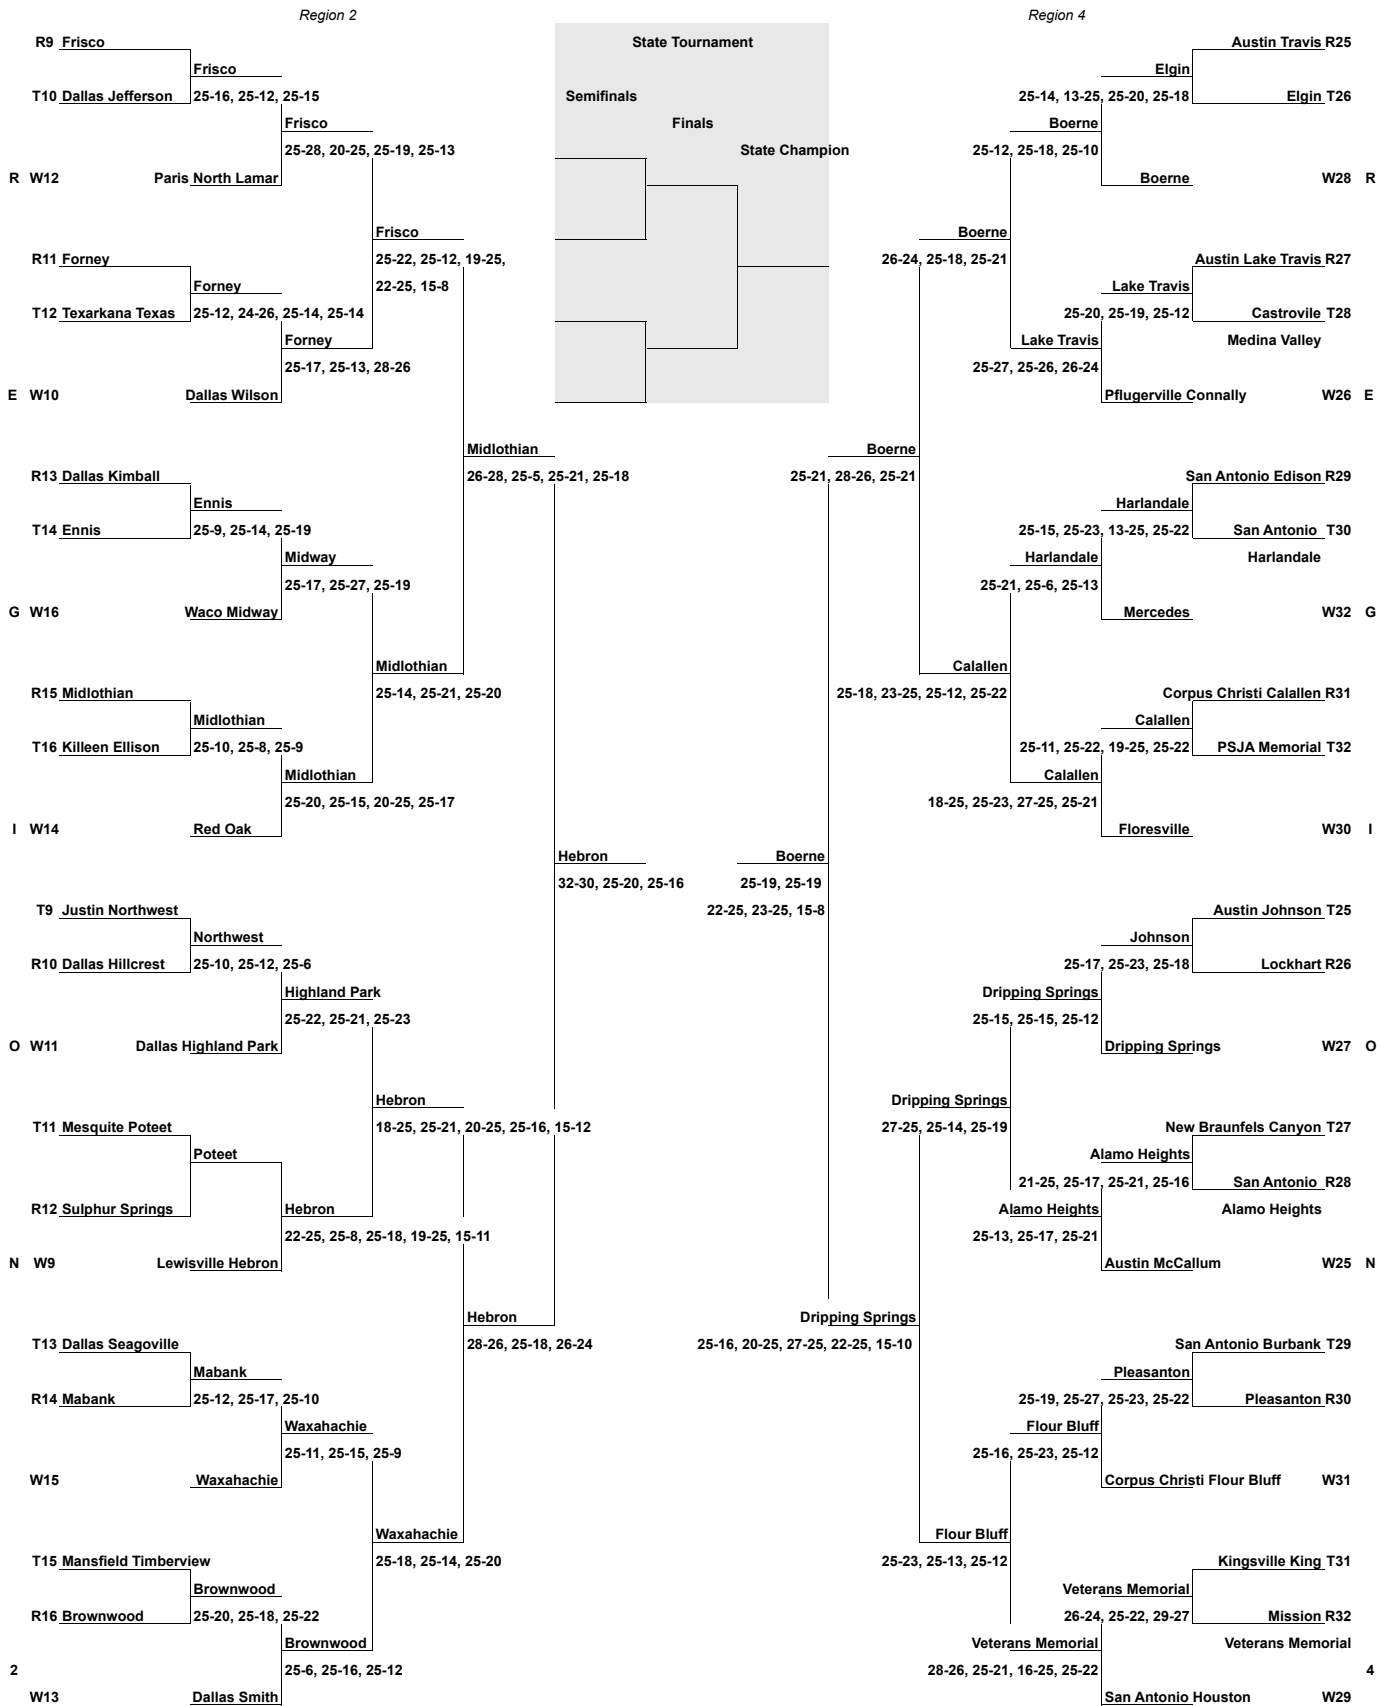 Region 2
Region 4
R9 Frisco
State Tournament
Austin Travis R25
Frisco
Elgin
T10 Dallas Jefferson
25-16, 25-12, 25-15
Semifinals
25-14, 13-25, 25-20, 25-18
Elgin T26
Frisco
Finals
Boerne
25-28, 20-25, 25-19, 25-13
State Champion
25-12, 25-18, 25-10
R W12 Paris North Lamar
Boerne W28 R
Frisco
Boerne
R11 Forney
25-22, 25-12, 19-25,
26-24, 25-18, 25-21
Austin Lake Travis R27
Forney
22-25, 15-8
Lake Travis
T12 Texarkana Texas
25-12, 24-26, 25-14, 25-14
25-20, 25-19, 25-12
Castrovile T28
Forney
Lake Travis
Medina Valley
25-17, 25-13, 28-26
25-27, 25-26, 26-24
E W10 Dallas Wilson
Pflugerville Connally W26 E
Midlothian
Boerne
R13 Dallas Kimball
26-28, 25-5, 25-21, 25-18
25-21, 28-26, 25-21
San Antonio Edison R29
Ennis
Harlandale
T14 Ennis
25-9, 25-14, 25-19
25-15, 25-23, 13-25, 25-22
San Antonio T30
Midway
Harlandale
Harlandale
25-17, 25-27, 25-19
25-21, 25-6, 25-13
G W16 Waco Midway
Mercedes W32 G
Midlothian
Calallen
R15 Midlothian
25-14, 25-21, 25-20
25-18, 23-25, 25-12, 25-22
Corpus Christi Calallen R31
Midlothian
Calallen
T16 Killeen Ellison
25-10, 25-8, 25-9
25-11, 25-22, 19-25, 25-22
PSJA Memorial T32
Midlothian
Calallen
25-20, 25-15, 20-25, 25-17
18-25, 25-23, 27-25, 25-21
I W14 Red Oak
Floresville W30 I
Hebron
Boerne
32-30, 25-20, 25-16
25-19, 25-19
T9 Justin Northwest
22-25, 23-25, 15-8
Austin Johnson T25
Northwest
Johnson
R10 Dallas Hillcrest
25-10, 25-12, 25-6
25-17, 25-23, 25-18
Lockhart R26
Highland Park
Dripping Springs
25-22, 25-21, 25-23
25-15, 25-15, 25-12
O W11 Dallas Highland Park
Dripping Springs W27 O
Hebron
Dripping Springs
T11 Mesquite Poteet
18-25, 25-21, 20-25, 25-16, 15-12
27-25, 25-14, 25-19
New Braunfels Canyon T27
Poteet
Alamo Heights
21-25, 25-17, 25-21, 25-16
San Antonio R28
R12 Sulphur Springs
Hebron
Alamo Heights
Alamo Heights
22-25, 25-8, 25-18, 19-25, 15-11
25-13, 25-17, 25-21
N W9 Lewisville Hebron
Austin McCallum W25 N
Hebron
Dripping Springs
T13 Dallas Seagoville
28-26, 25-18, 26-24
25-16, 20-25, 27-25, 22-25, 15-10
San Antonio Burbank T29
Mabank
Pleasanton
R14 Mabank
25-12, 25-17, 25-10
25-19, 25-27, 25-23, 25-22
Pleasanton R30
Waxahachie
Flour Bluff
25-11, 25-15, 25-9
25-16, 25-23, 25-12
W15 Waxahachie
Corpus Christi Flour Bluff W31
Waxahachie
Flour Bluff
T15 Mansfield Timberview
25-18, 25-14, 25-20
25-23, 25-13, 25-12
Kingsville King T31
Brownwood
Veterans Memorial
R16 Brownwood
25-20, 25-18, 25-22
26-24, 25-22, 29-27
Mission R32
Brownwood
Veterans Memorial
Veterans Memorial
2
25-6, 25-16, 25-12
28-26, 25-21, 16-25, 25-22
4
W13 Dallas Smith
San Antonio Houston W29